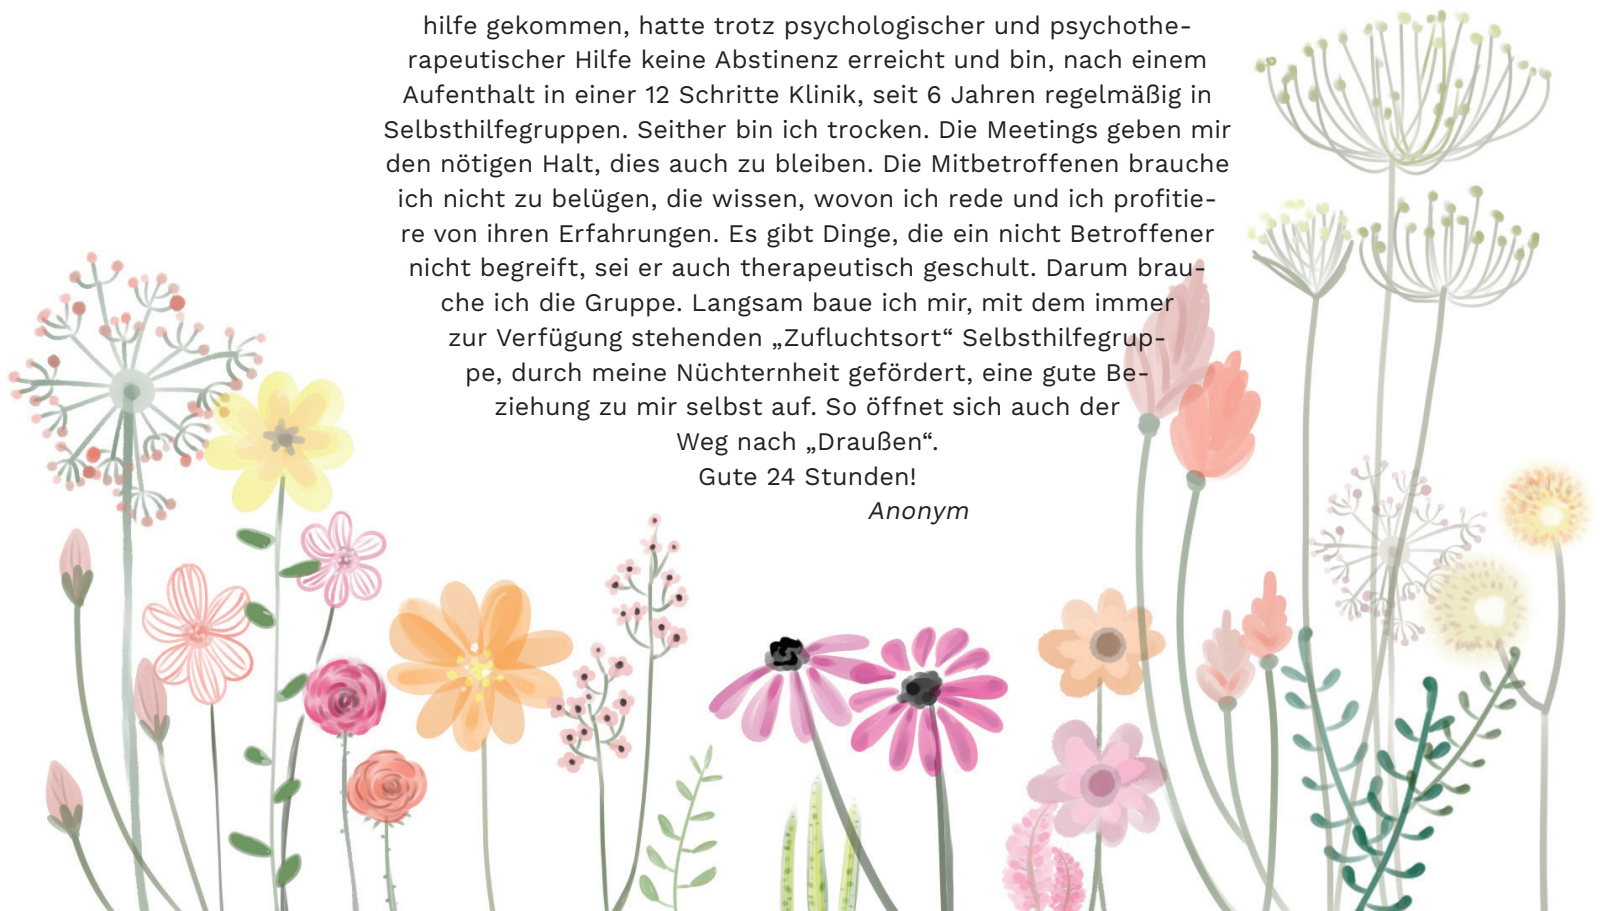 hilfe gekommen, hatte trotz psychologischer und psychothe-
rapeutischer Hilfe keine Abstinenz erreicht und bin, nach einem
Aufenthalt in einer 12 Schritte Klinik, seit 6 Jahren regelmäßig in
Selbsthilfegruppen. Seither bin ich trocken. Die Meetings geben mir
den nötigen Halt, dies auch zu bleiben. Die Mitbetroffenen brauche
ich nicht zu belügen, die wissen, wovon ich rede und ich profitie-
re von ihren Erfahrungen. Es gibt Dinge, die ein nicht Betroffener
nicht begreift, sei er auch therapeutisch geschult. Darum brau-
che ich die Gruppe. Langsam baue ich mir, mit dem immer
zur Verfügung stehenden „Zufluchtsort“ Selbsthilfegrup-
pe, durch meine Nüchternheit gefördert, eine gute Be-
ziehung zu mir selbst auf. So öffnet sich auch der
Weg nach „Draußen“.
Gute 24 Stunden!
Anonym